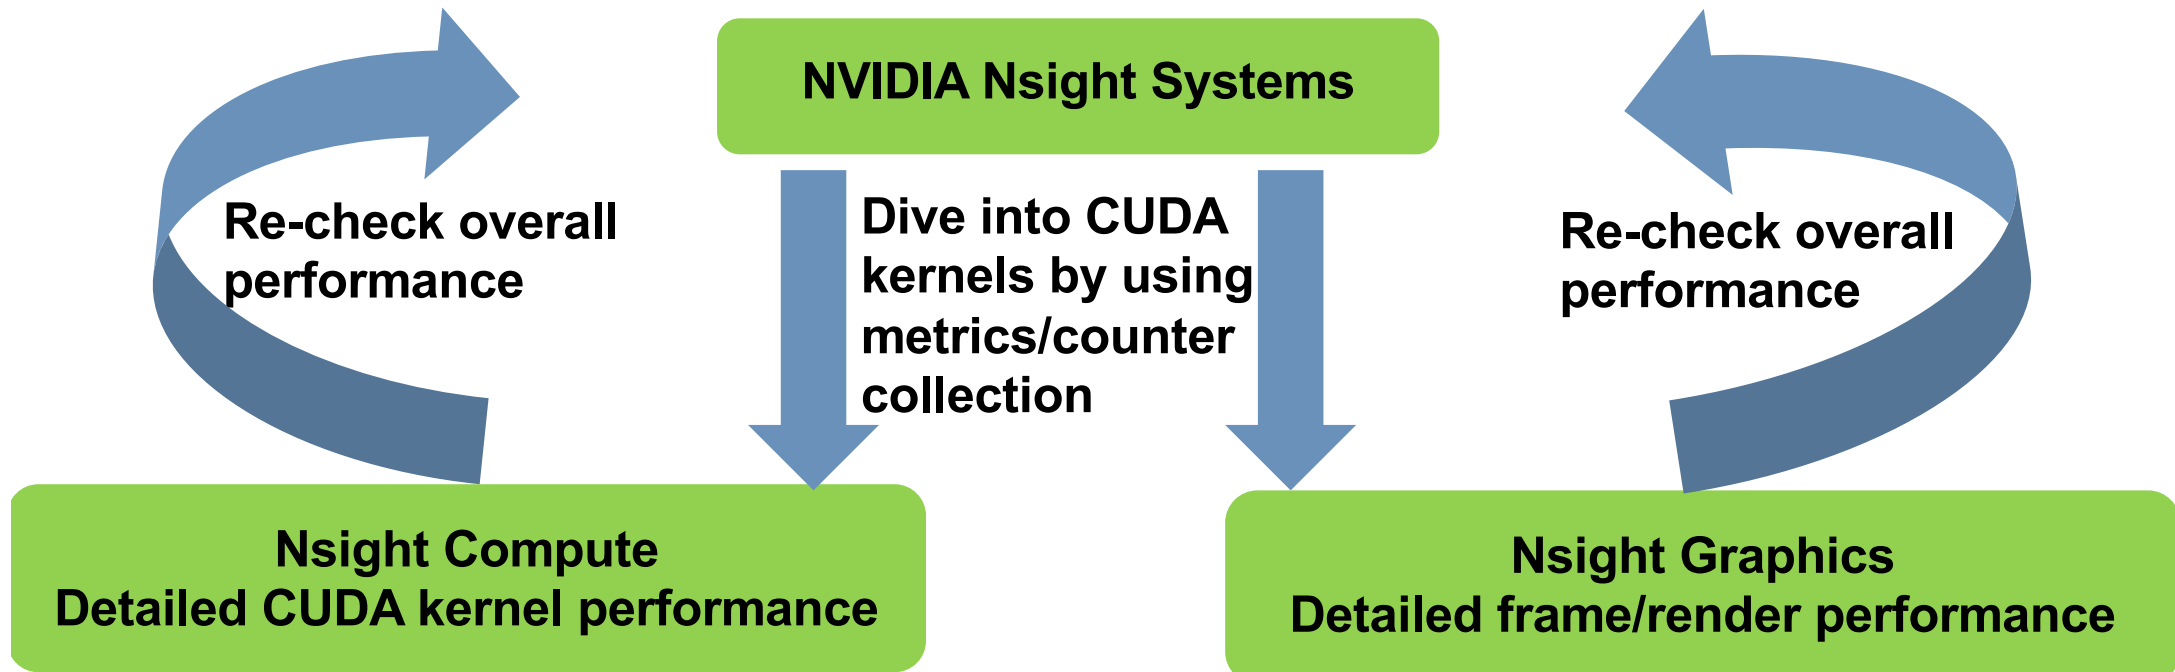 NVIDIA Nsight Systems
Re-check overall
performance
Dive into CUDA
kernels by using
metrics/counter
collection
Re-check overall
performance
Nsight Compute
Detailed CUDA kernel performance
Nsight Graphics
Detailed frame/render performance